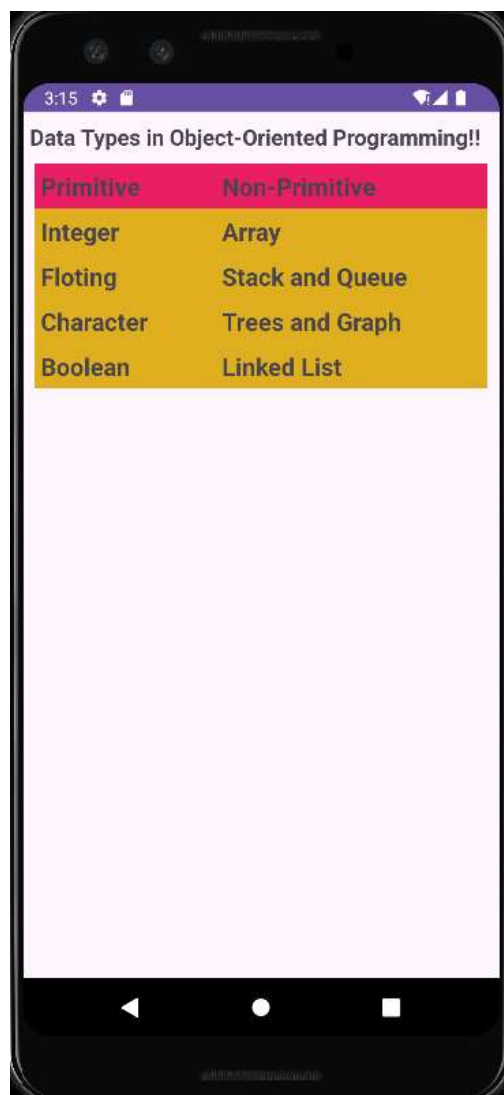 3:15
Data Types in Object-Oriented Programming!!
Primitive Non-Primitive
Integer Array
Floting Stack and Queue
Character Trees and Graph
Boolean Linked List